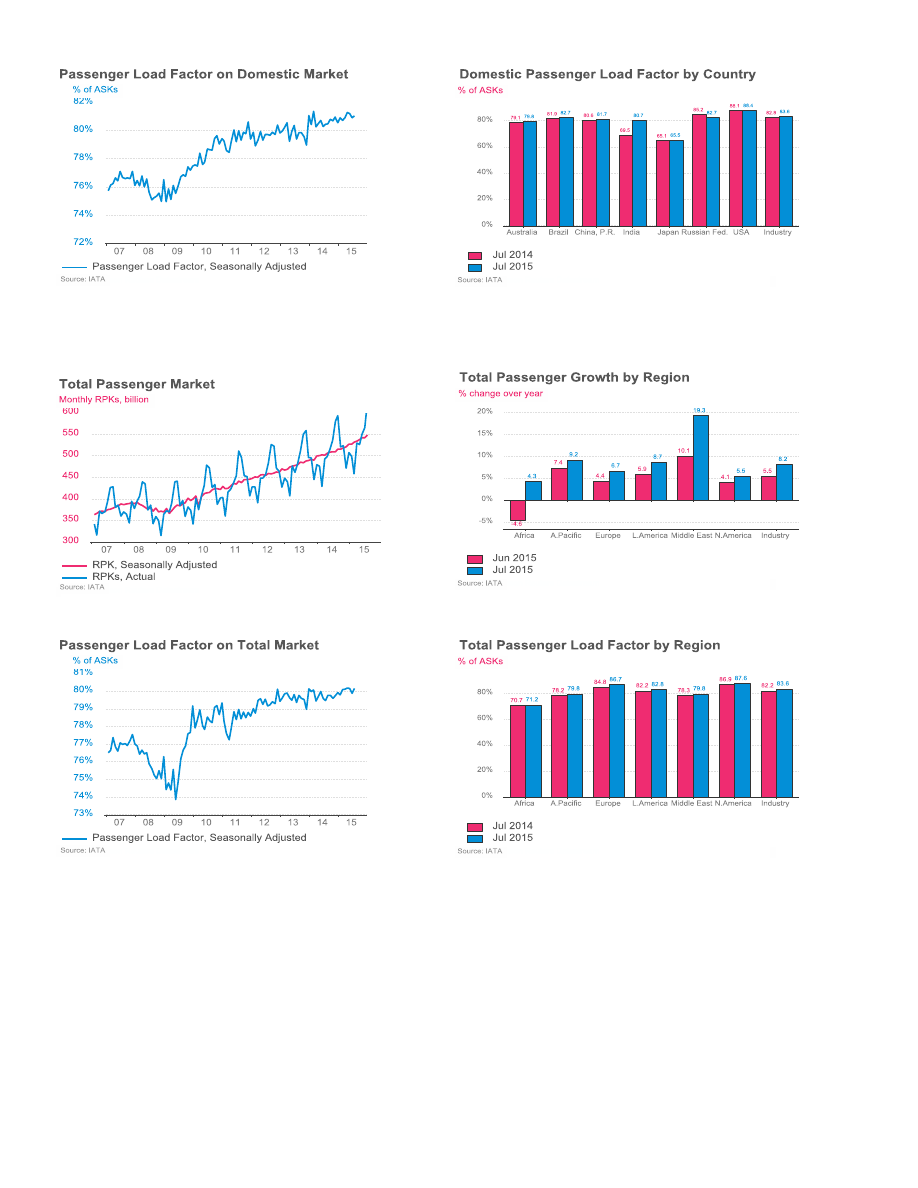 Passenger Load Factor on Domestic Market
% of ASKs
82%
80%
78%
76%
74%
72%
07 08 09 10 11 12 13 14 15
Passenger Load Factor, Seasonally Adjusted
Source: IATA
Domestic Passenger Load Factor by Country
% of ASKs
79.1 79.8 81.9 82.7 80.6 81.7 69.5 80.7 65.1 65.5 85.2 82.7 88.1 88.4 82.9 83.6
80%
60%
40%
20%
0%
Australia Brazil China, P.R. India Japan Russian Fed. USA Industry
Jul 2014
Jul 2015
Source: IATA
Total Passenger Market
Monthly RPKs, billion
600
550
500
450
400
350
300
07 08 09 10 11 12 13 14 15
RPK, Seasonally Adjusted
RPKs, Actual
Source: IATA
Total Passenger Growth by Region
% change over year
20%
15%
10%
5%
0%
-5%
4.3 7.4 9.2 4.4 6.7 5.9 8.7 10.1 19.3 4.1 5.5 5.5 8.2
-4.6
Africa A.Pacific Europe L.America Middle East N.America Industry
Jun 2015
Jul 2015
Source: IATA
Passenger Load Factor on Total Market
% of ASKs
81%
80%
79%
78%
77%
76%
75%
74%
73%
07 08 09 10 11 12 13 14 15
Passenger Load Factor, Seasonally Adjusted
Source: IATA
Total Passenger Load Factor by Region
% of ASKs
70.7 71.2 78.2 79.8 84.8 86.7 82.2 82.8 78.3 79.8 86.9 87.6 82.2 83.6
80%
60%
40%
20%
0%
Africa A.Pacific Europe L.America Middle East N.America Industry
Jul 2014
Jul 2015
Source: IATA